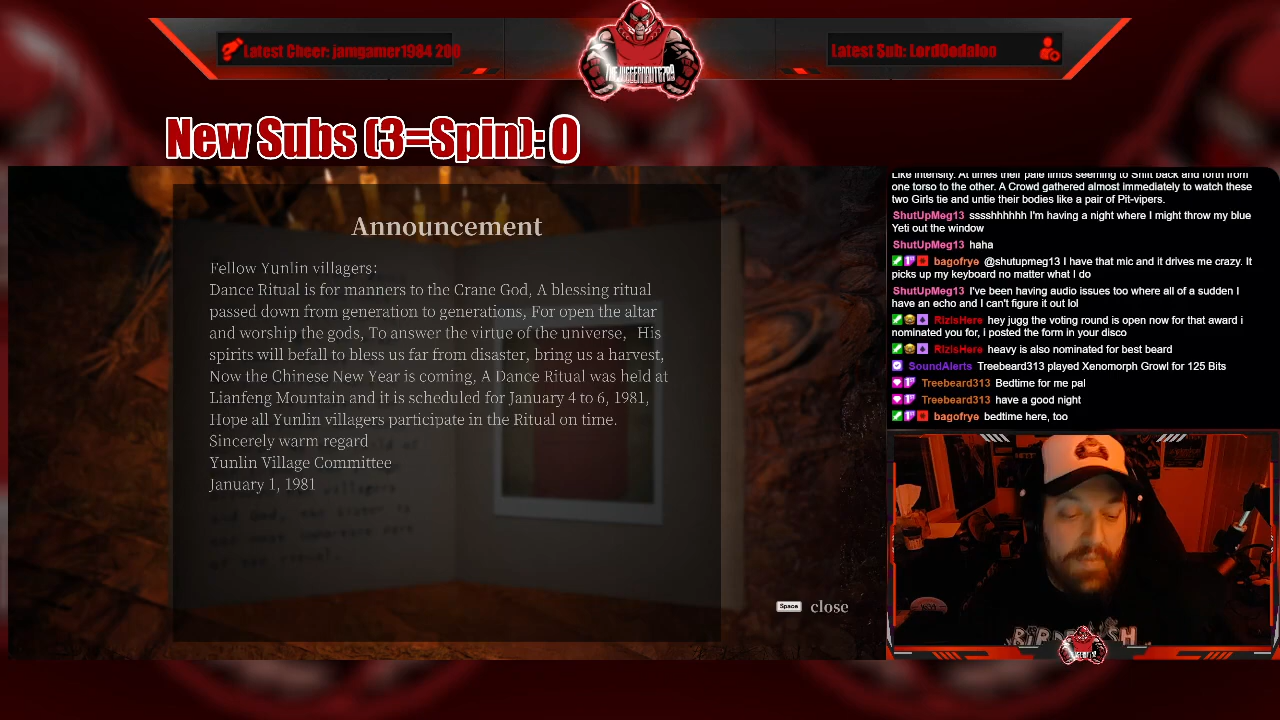 Latest Cheer: jamgamer1984 200
THEJUGGERNAUT2789
Latest Sub: LordOodaloo
New Subs (3=Spin): 0
Announcement
Fellow Yunlin villagers:
Dance Ritual is for manners to the Crane God, A blessing ritual
passed down from generation to generations, For open the altar
and worship the gods, To answer the virtue of the universe, His
spirits will befall to bless us far from disaster, bring us a harvest,
Now the Chinese New Year is coming, A Dance Ritual was held at
Lianfeng Mountain and it is scheduled for January 4 to 6, 1981,
Hope all Yunlin villagers participate in the Ritual on time.
Sincerely warm regard
Yunlin Village Committee
January 1, 1981
Space close
Like intensity. At times their pale limbs seeming to Shift back and forth from
one torso to the other. A Crowd gathered almost immediately to watch these
two Girls tie and untie their bodies like a pair of Pit-vipers.
ShutUpMeg13 sssshhhhhh I'm having a night where I might throw my blue
Yeti out the window
ShutUpMeg13 haha
bagofrye @shutupmeg13 I have that mic and it drives me crazy. It
picks up my keyboard no matter what I do
ShutUpMeg13 I've been having audio issues too where all of a sudden I
have an echo and I can't figure it out lol
RizIsHere hey jugg the voting round is open now for that award i
nominated you for, i posted the form in your disco
RizIsHere heavy is also nominated for best beard
SoundAlerts Treebeard313 played Xenomorph Growl for 125 Bits
Treebeard313 Bedtime for me pal
Treebeard313 have a good night
bagofrye bedtime here, too